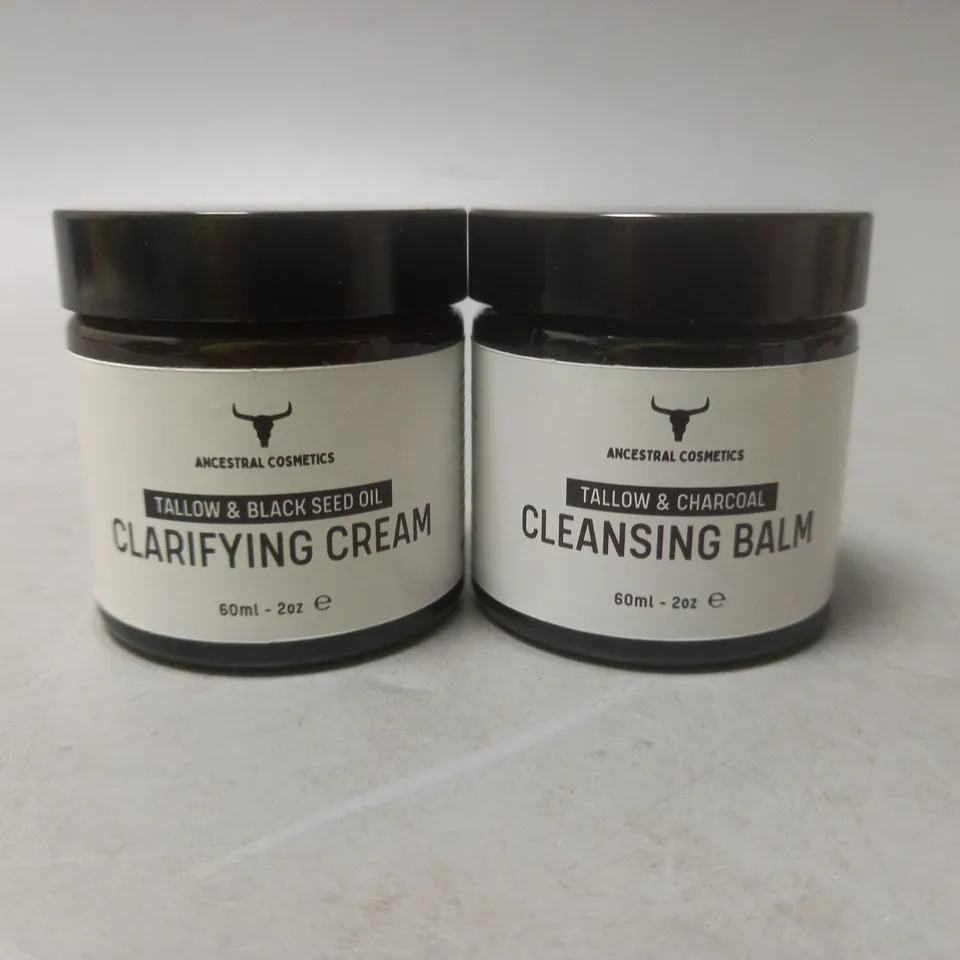 ANCESTRAL COSMETICS
TALLOW & BLACK SEED OIL
CLARIFYING CREAM
60ml - 2oz ℮
ANCESTRAL COSMETICS
TALLOW & CHARCOAL
CLEANSING BALM
60ml - 2oz ℮